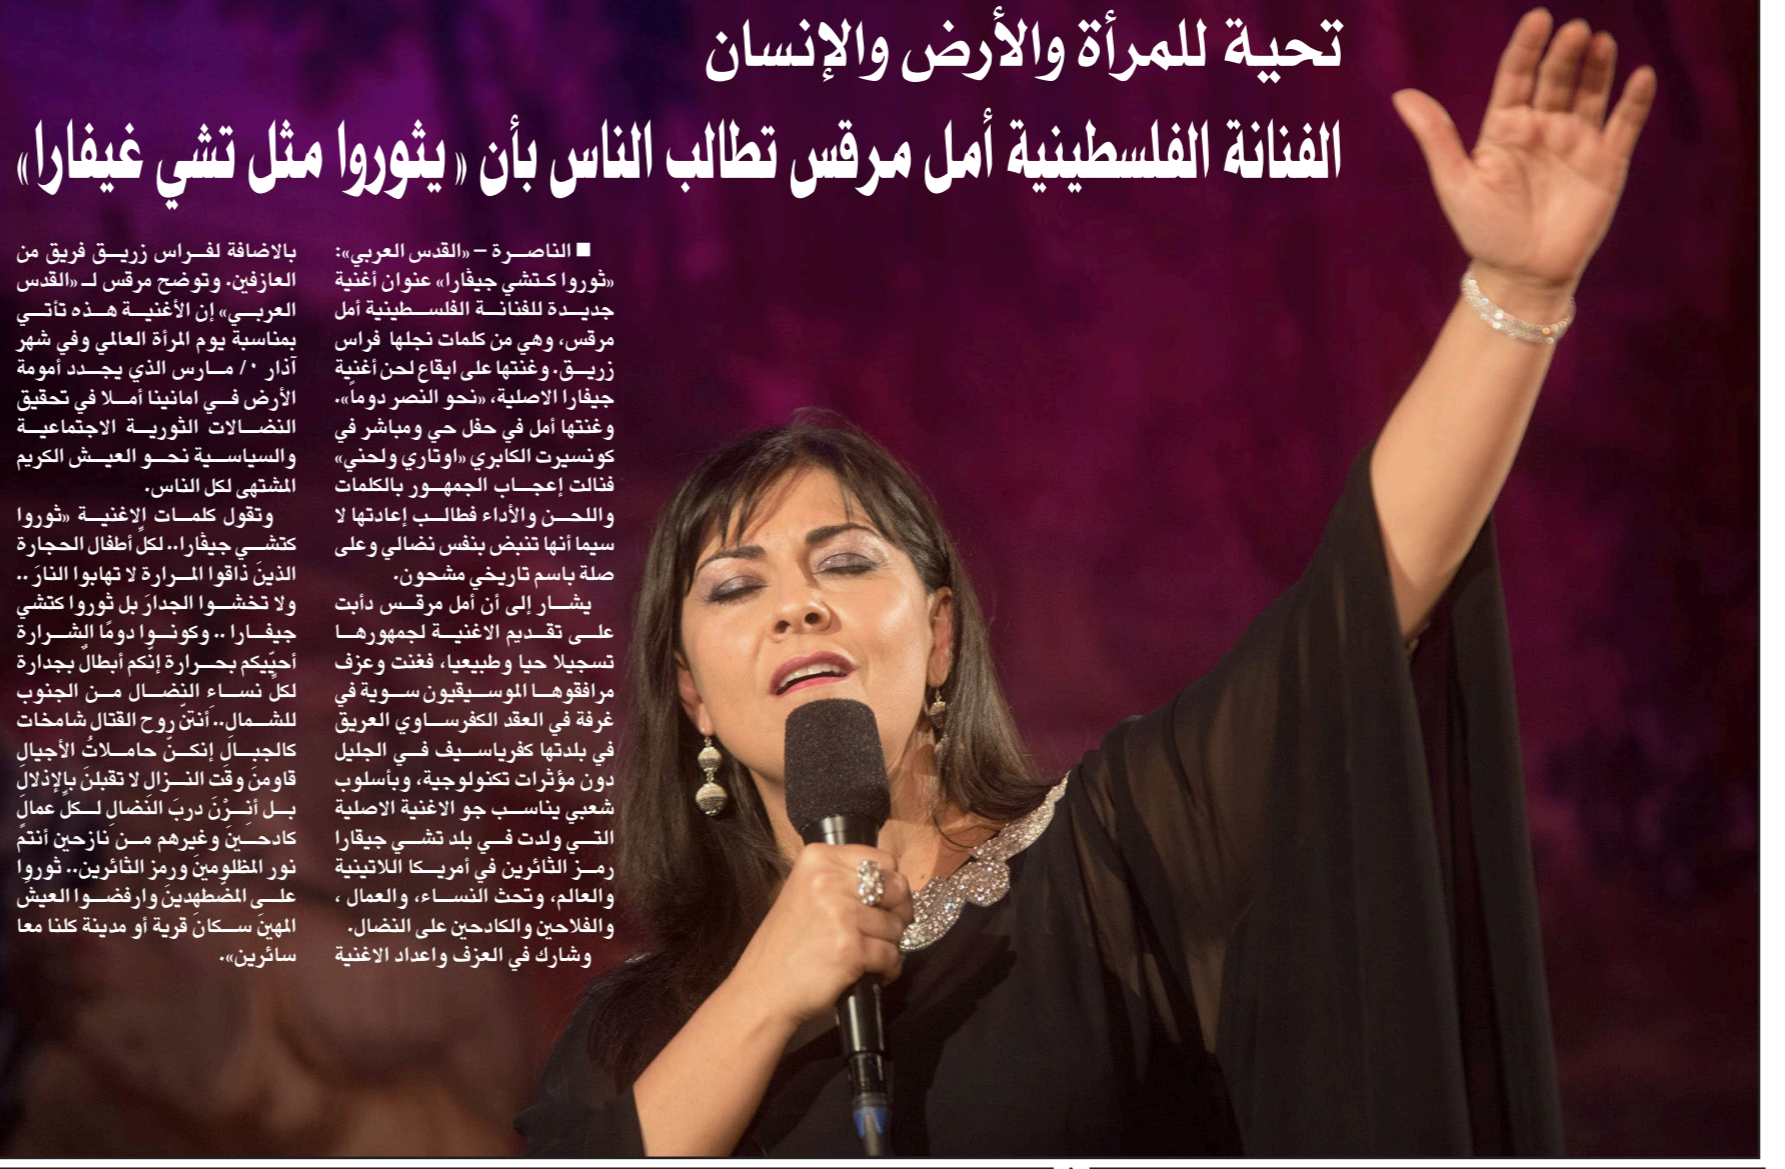 تحية للمرأة والأرض والإنسان
الفنانة الفلسطينية أمل مرقس تطالب الناس بأن «يثوروا مثل تشي غيفارا»
■ الناصرة – «القدس العربي»:
«ثوروا كتشي جيڤارا» عنوان أغنية
جديدة للفنانة الفلسطينية أمل
مرقس، وهي من كلمات نجلها فراس
زريق. وغنتها على ايقاع لحن أغنية
جيفارا الاصلية، «نحو النصر دوماً».
وغنتها أمل في حفل حي ومباشر في
كونسيرت الكابري «اوتاري ولحني»
فنالت إعجاب الجمهور بالكلمات
واللحن والأداء فطالب إعادتها لا
سيما أنها تنبض بنفس نضالي وعلى
صلة باسم تاريخي مشحون.
يشار إلى أن أمل مرقس دأبت
على تقديم الاغنية لجمهورها
تسجيلا حيا وطبيعيا، فغنت وعزف
مرافقوها الموسيقيون سوية في
غرفة في العقد الكفرساوي العريق
في بلدتها كفرياسيف في الجليل
دون مؤثرات تكنولوجية، وبأسلوب
شعبي يناسب جو الاغنية الاصلية
التي ولدت في بلد تشي جيڤارا
رمز الثائرين في أمريكا اللاتينية
والعالم، وتحث النساء، والعمال ،
والفلاحين والكادحين على النضال.
وشارك في العزف واعداد الاغنية
بالاضافة لفراس زريق فريق من
العازفين. وتوضح مرقس لـ «القدس
العربي» إن الأغنية هذه تأتي
بمناسبة يوم المرأة العالمي وفي شهر
آذار ٠/ مارس الذي يجدد أمومة
الأرض في امانينا أملا في تحقيق
النضالات الثورية الاجتماعية
والسياسية نحو العيش الكريم
المشتهى لكل الناس.
وتقول كلمات الاغنية «ثوروا
كتشي جيڤارا.. لكلِّ أطفال الحجارة
الذينَ ذاقوا المرارة لا تهابوا النارَ ..
ولا تخشوا الجدارَ بل ثوروا كتشي
جيفارا .. وكونوا دومًا الشرارة
أحيّيكم بحرارة إنّكم أبطالٌ بجدارة
لكلِّ نساءِ النضال من الجنوب
للشمال.. أنتنّ روح القتال شامخات
كالجبالِ إنكنّ حاملاتُ الأجيالِ
قاومنَ وقتَ النزالِ لا تقبلنَ بالإذلالِ
بل أنِرْنَ دربَ النضالِ لكلِّ عمالٍ
كادحينَ وغيرهم من نازحين أنتمْ
نور المظلومينَ ورمز الثائرين.. ثوروا
على المضّطهدينَ وارفضوا العيش
المهينَ سكانَ قرية أو مدينة كلنا معا
سائرين».